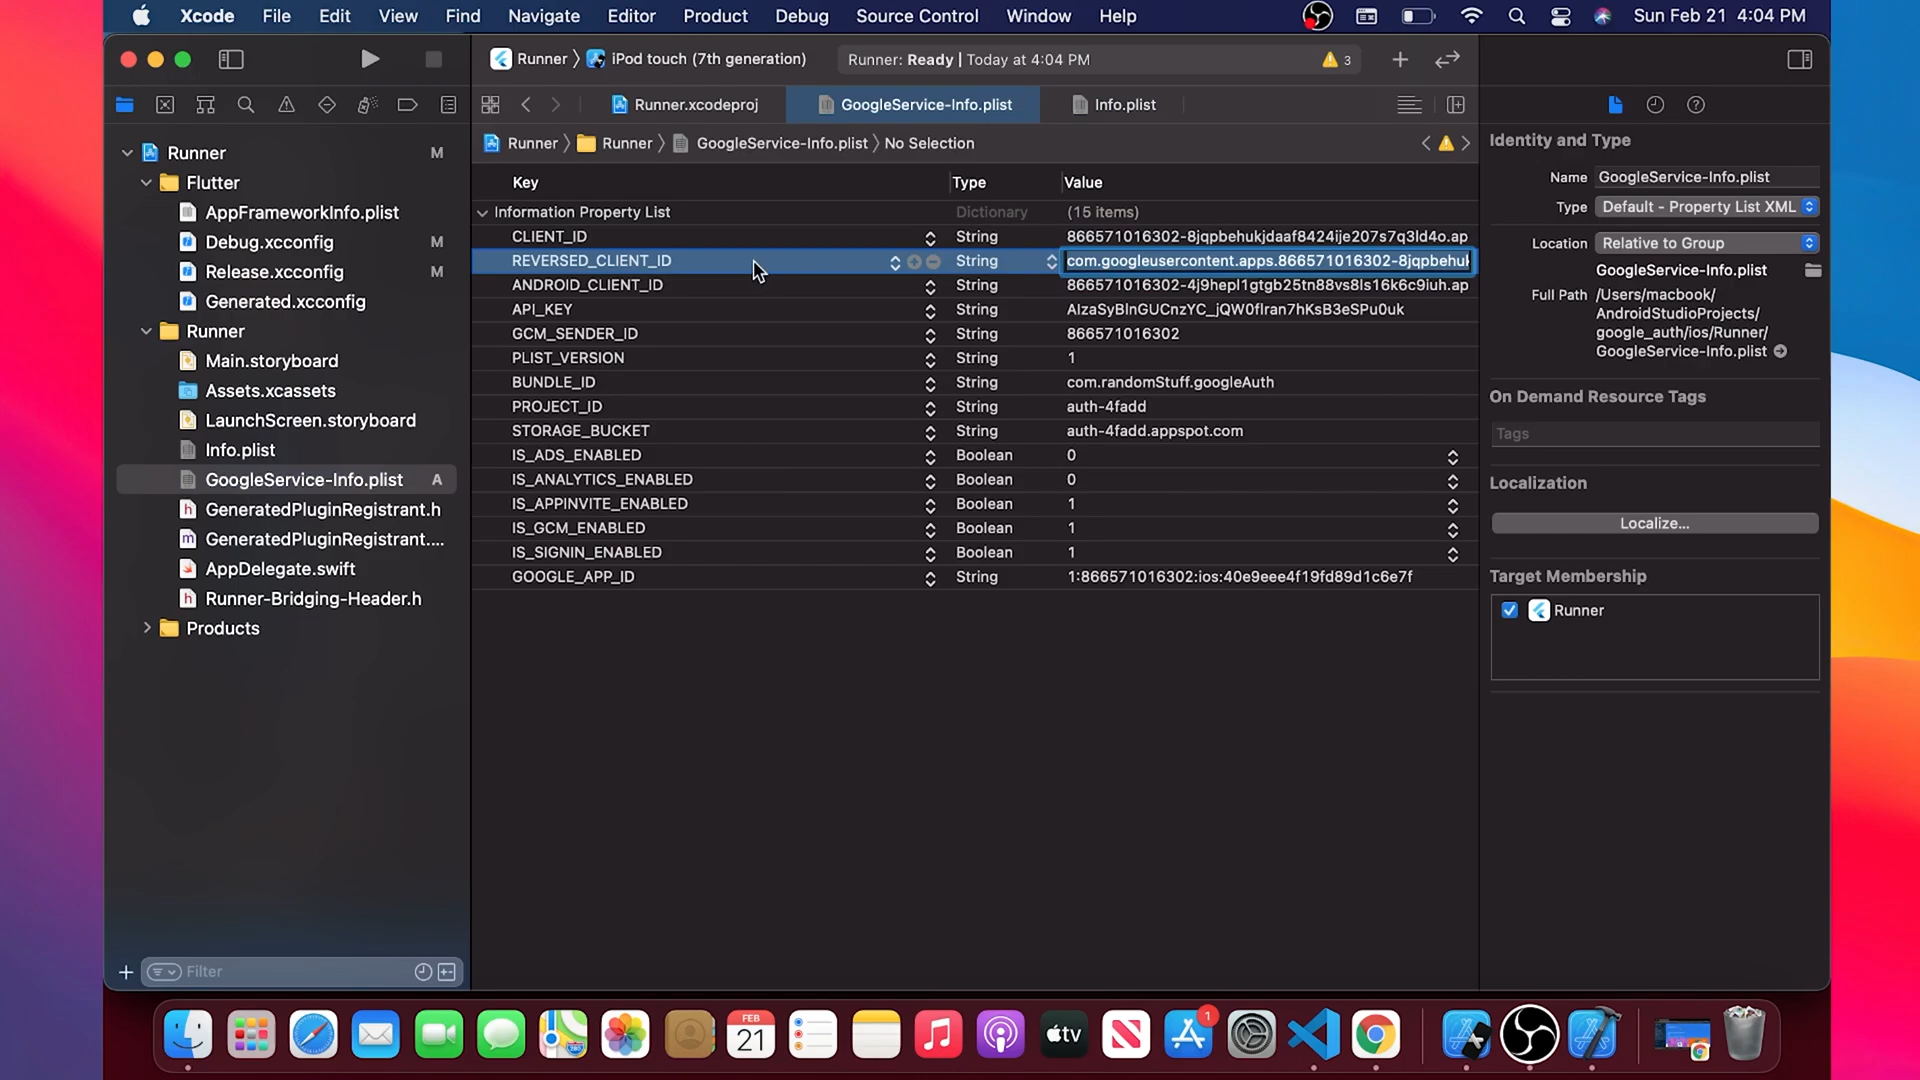 Xcode File Edit View Find Navigate Editor Product Debug Source Control Window Help Sun Feb 21 4:04 PM
Runner 〉 iPod touch (7th generation) Runner: Ready | Today at 4:04 PM 3
Runner.xcodeproj GoogleService-Info.plist Info.plist
Runner 〉 Runner 〉 GoogleService-Info.plist 〉 No Selection
Runner M
Flutter
AppFrameworkInfo.plist
Debug.xcconfig M
Release.xcconfig M
Generated.xcconfig
Runner
Main.storyboard
Assets.xcassets
LaunchScreen.storyboard
Info.plist
GoogleService-Info.plist A
GeneratedPluginRegistrant.h
GeneratedPluginRegistrant....
AppDelegate.swift
Runner-Bridging-Header.h
Products
Filter
Key Type Value
Information Property List Dictionary (15 items)
CLIENT_ID String 866571016302-8jqpbehukjdaaf8424ije207s7q3ld4o.ap
REVERSED_CLIENT_ID String com.googleusercontent.apps.866571016302-8jqpbehuk
ANDROID_CLIENT_ID String 866571016302-4j9hepl1gtgb25tn88vs8ls16k6c9iuh.ap
API_KEY String AIzaSyBlnGUCnzYC_jQW0fIran7hKsB3eSPu0uk
GCM_SENDER_ID String 866571016302
PLIST_VERSION String 1
BUNDLE_ID String com.randomStuff.googleAuth
PROJECT_ID String auth-4fadd
STORAGE_BUCKET String auth-4fadd.appspot.com
IS_ADS_ENABLED Boolean 0
IS_ANALYTICS_ENABLED Boolean 0
IS_APPINVITE_ENABLED Boolean 1
IS_GCM_ENABLED Boolean 1
IS_SIGNIN_ENABLED Boolean 1
GOOGLE_APP_ID String 1:866571016302:ios:40e9eee4f19fd89d1c6e7f
Identity and Type
Name GoogleService-Info.plist
Type Default - Property List XML
Location Relative to Group
GoogleService-Info.plist
Full Path /Users/macbook/
AndroidStudioProjects/
google_auth/ios/Runner/
GoogleService-Info.plist
On Demand Resource Tags
Tags
Localization
Localize...
Target Membership
Runner
FEB
21
tv
1